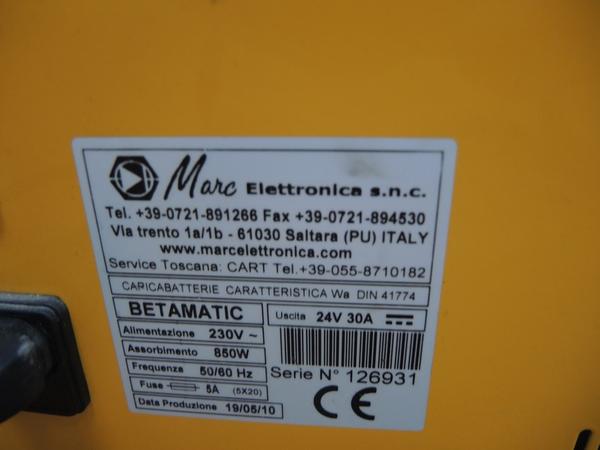 Marc Elettronica s.n.c.
Tel. +39-0721-891266 Fax +39-0721-894530
Via trento 1a/1b - 61030 Saltara (PU) ITALY
www.marcelettronica.com
Service Toscana: CART Tel.+39-055-8710182
CARICABATTERIE CARATTERISTICA Wa DIN 41774
BETAMATIC
Uscita 24V 30A
Alimentazione 230V ~
Assorbimento 850W
Frequenza 50/60 Hz
Fuse 5A (5X20)
Data Produzione 19/05/10
Serie N° 126931
CE